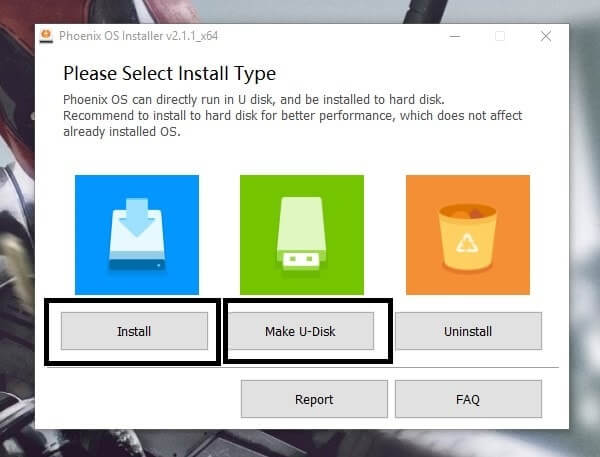 Phoenix OS Installer v2.1.1_x64
Please Select Install Type
Phoenix OS can directly run in U disk, and be installed to hard disk.
Recommend to install to hard disk for better performance, which does not affect
already installed OS.
Install
Make U-Disk
Uninstall
Report
FAQ